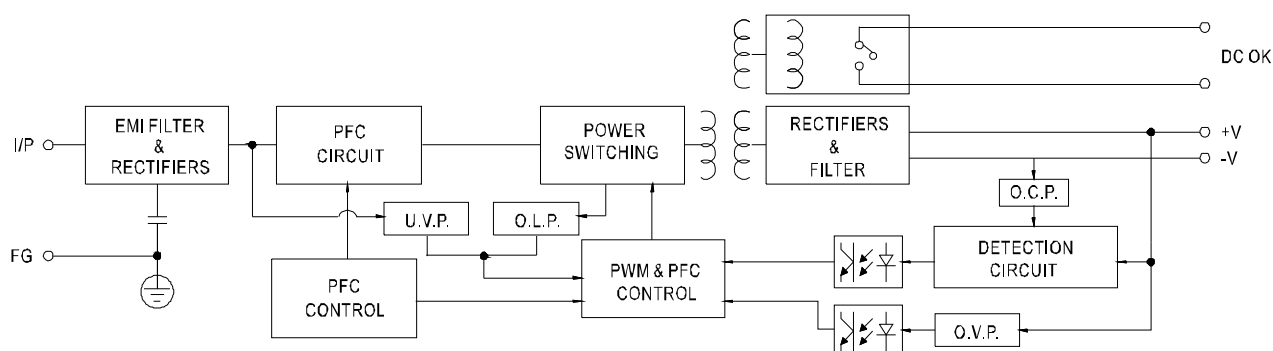 DC OK
I/P
EMI FILTER
&
RECTIFIERS
PFC
CIRCUIT
POWER
SWITCHING
RECTIFIERS
&
FILTER
+V
-V
U.V.P.
O.L.P.
O.C.P.
FG
PFC
CONTROL
PWM & PFC
CONTROL
DETECTION
CIRCUIT
O.V.P.